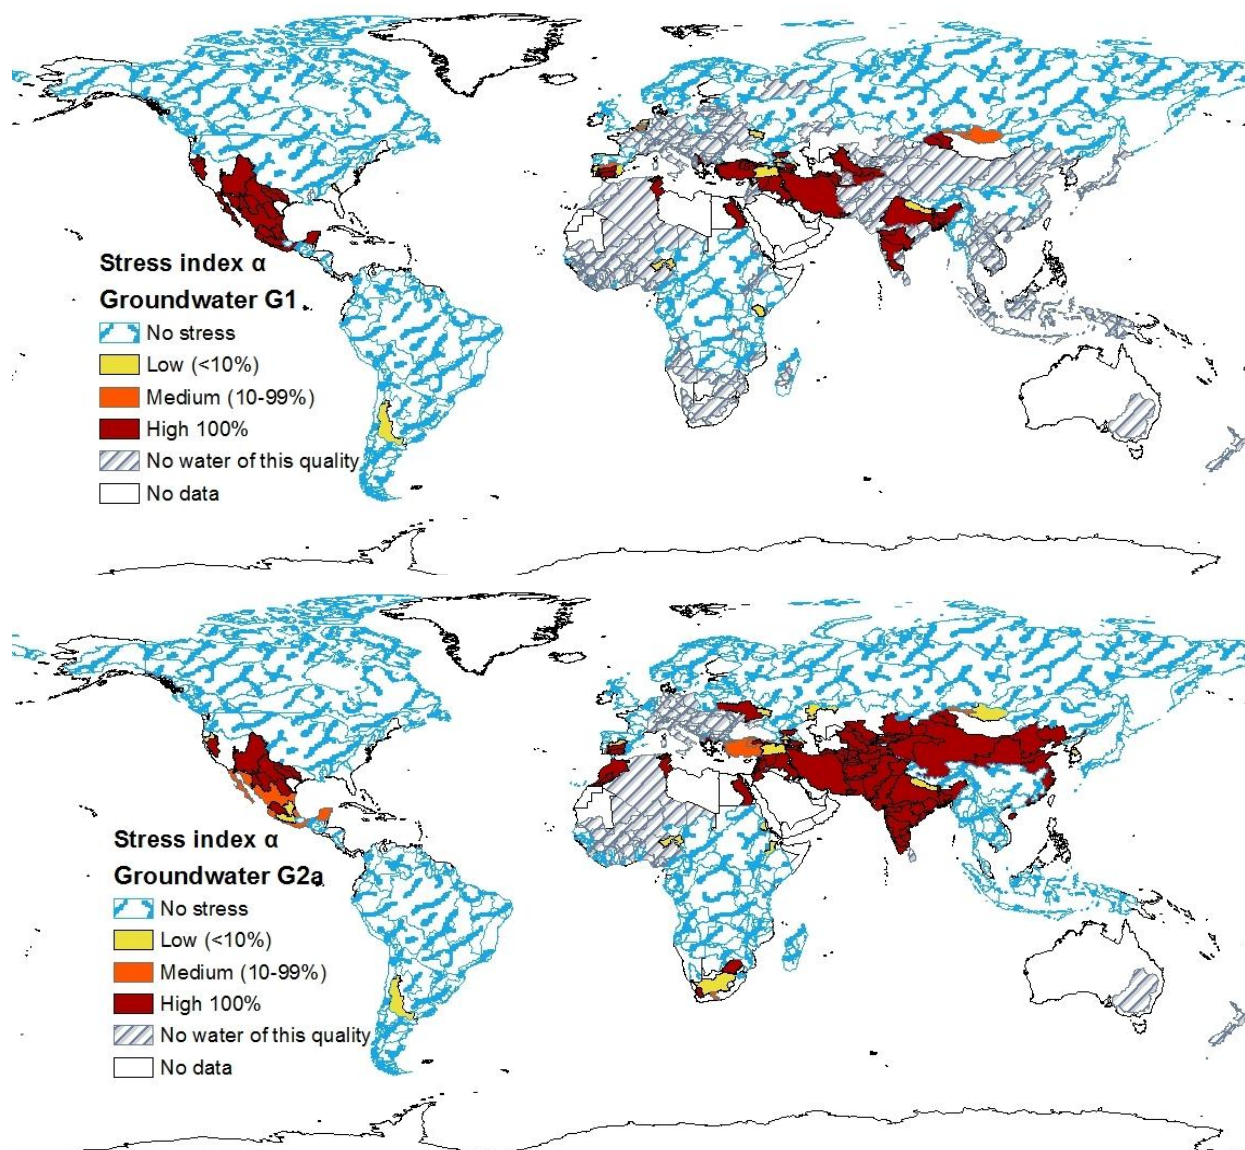 Stress index α
Groundwater G1
No stress
Low (<10%)
Medium (10-99%)
High 100%
No water of this quality
No data
Stress index α
Groundwater G2a
No stress
Low (<10%)
Medium (10-99%)
High 100%
No water of this quality
No data